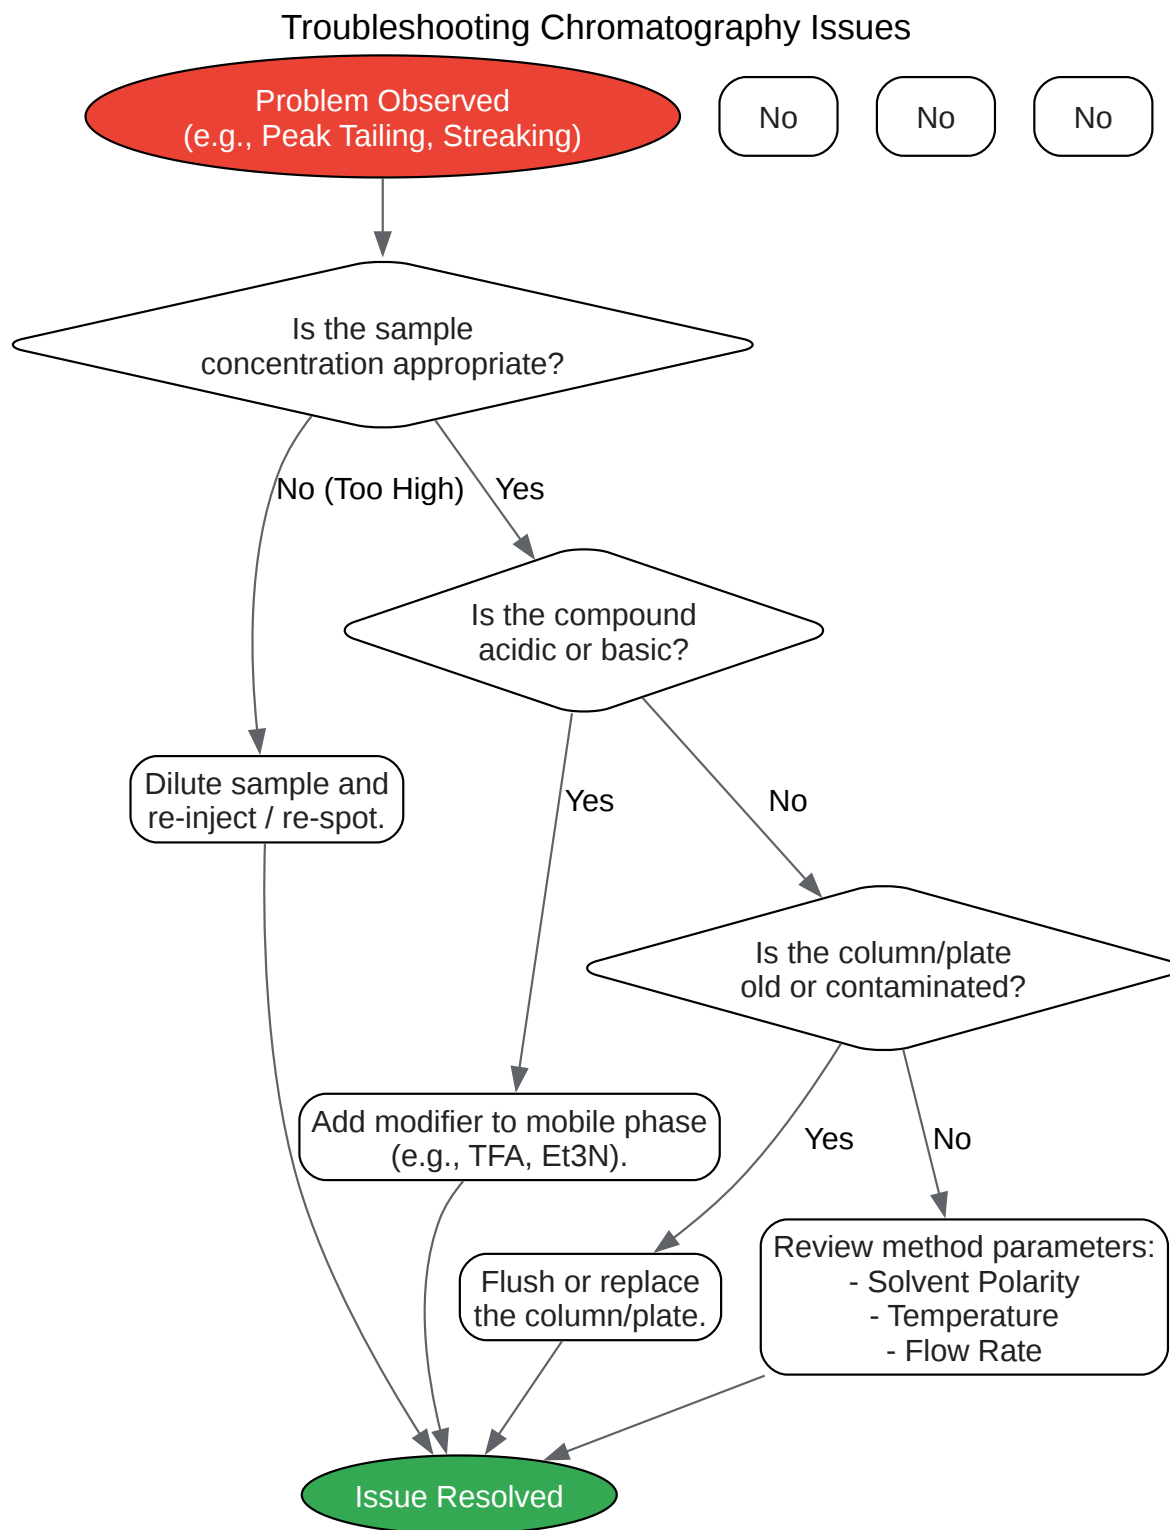 Troubleshooting Chromatography Issues
Problem Observed
(e.g., Peak Tailing, Streaking)
No
No
No
Is the sample
concentration appropriate?
No (Too High)
Yes
Is the compound
acidic or basic?
Dilute sample and
re-inject / re-spot.
Yes
No
Is the column/plate
old or contaminated?
Add modifier to mobile phase
(e.g., TFA, Et3N).
Yes
No
Flush or replace
the column/plate.
Review method parameters:
- Solvent Polarity
- Temperature
- Flow Rate
Issue Resolved